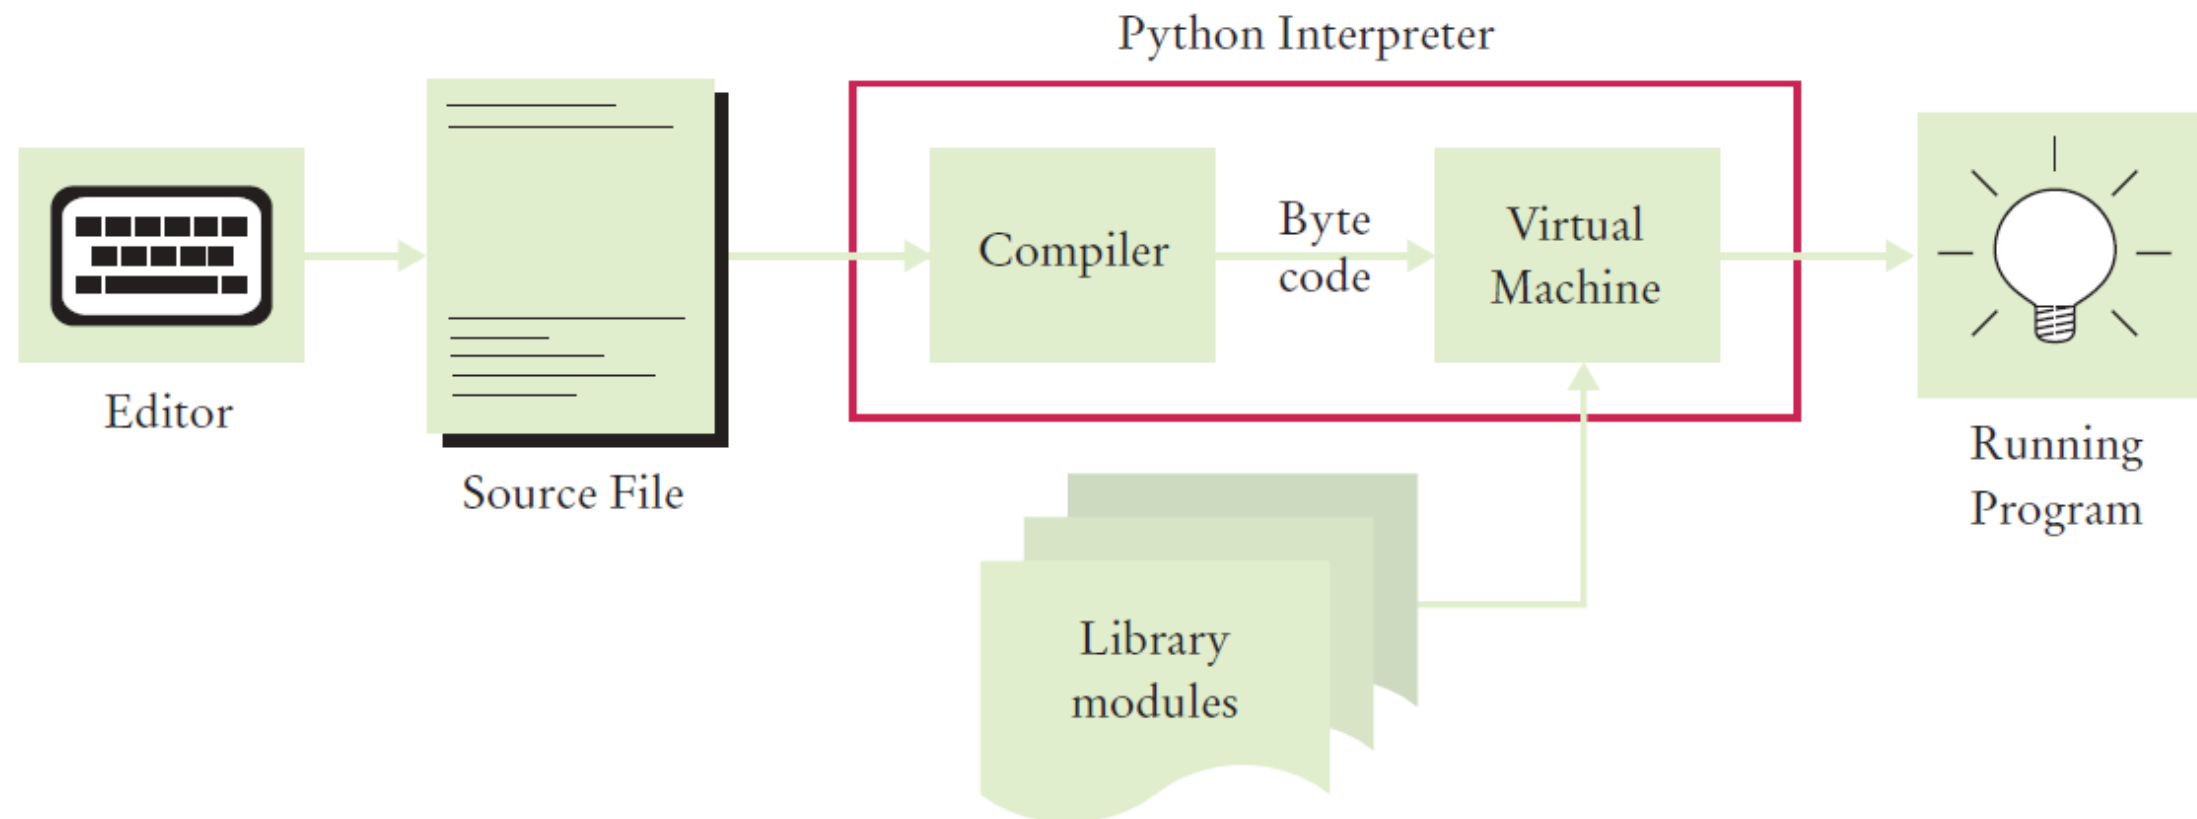 Python Interpreter
Editor
Source File
Compiler
Byte
code
Virtual
Machine
Running
Program
Library
modules